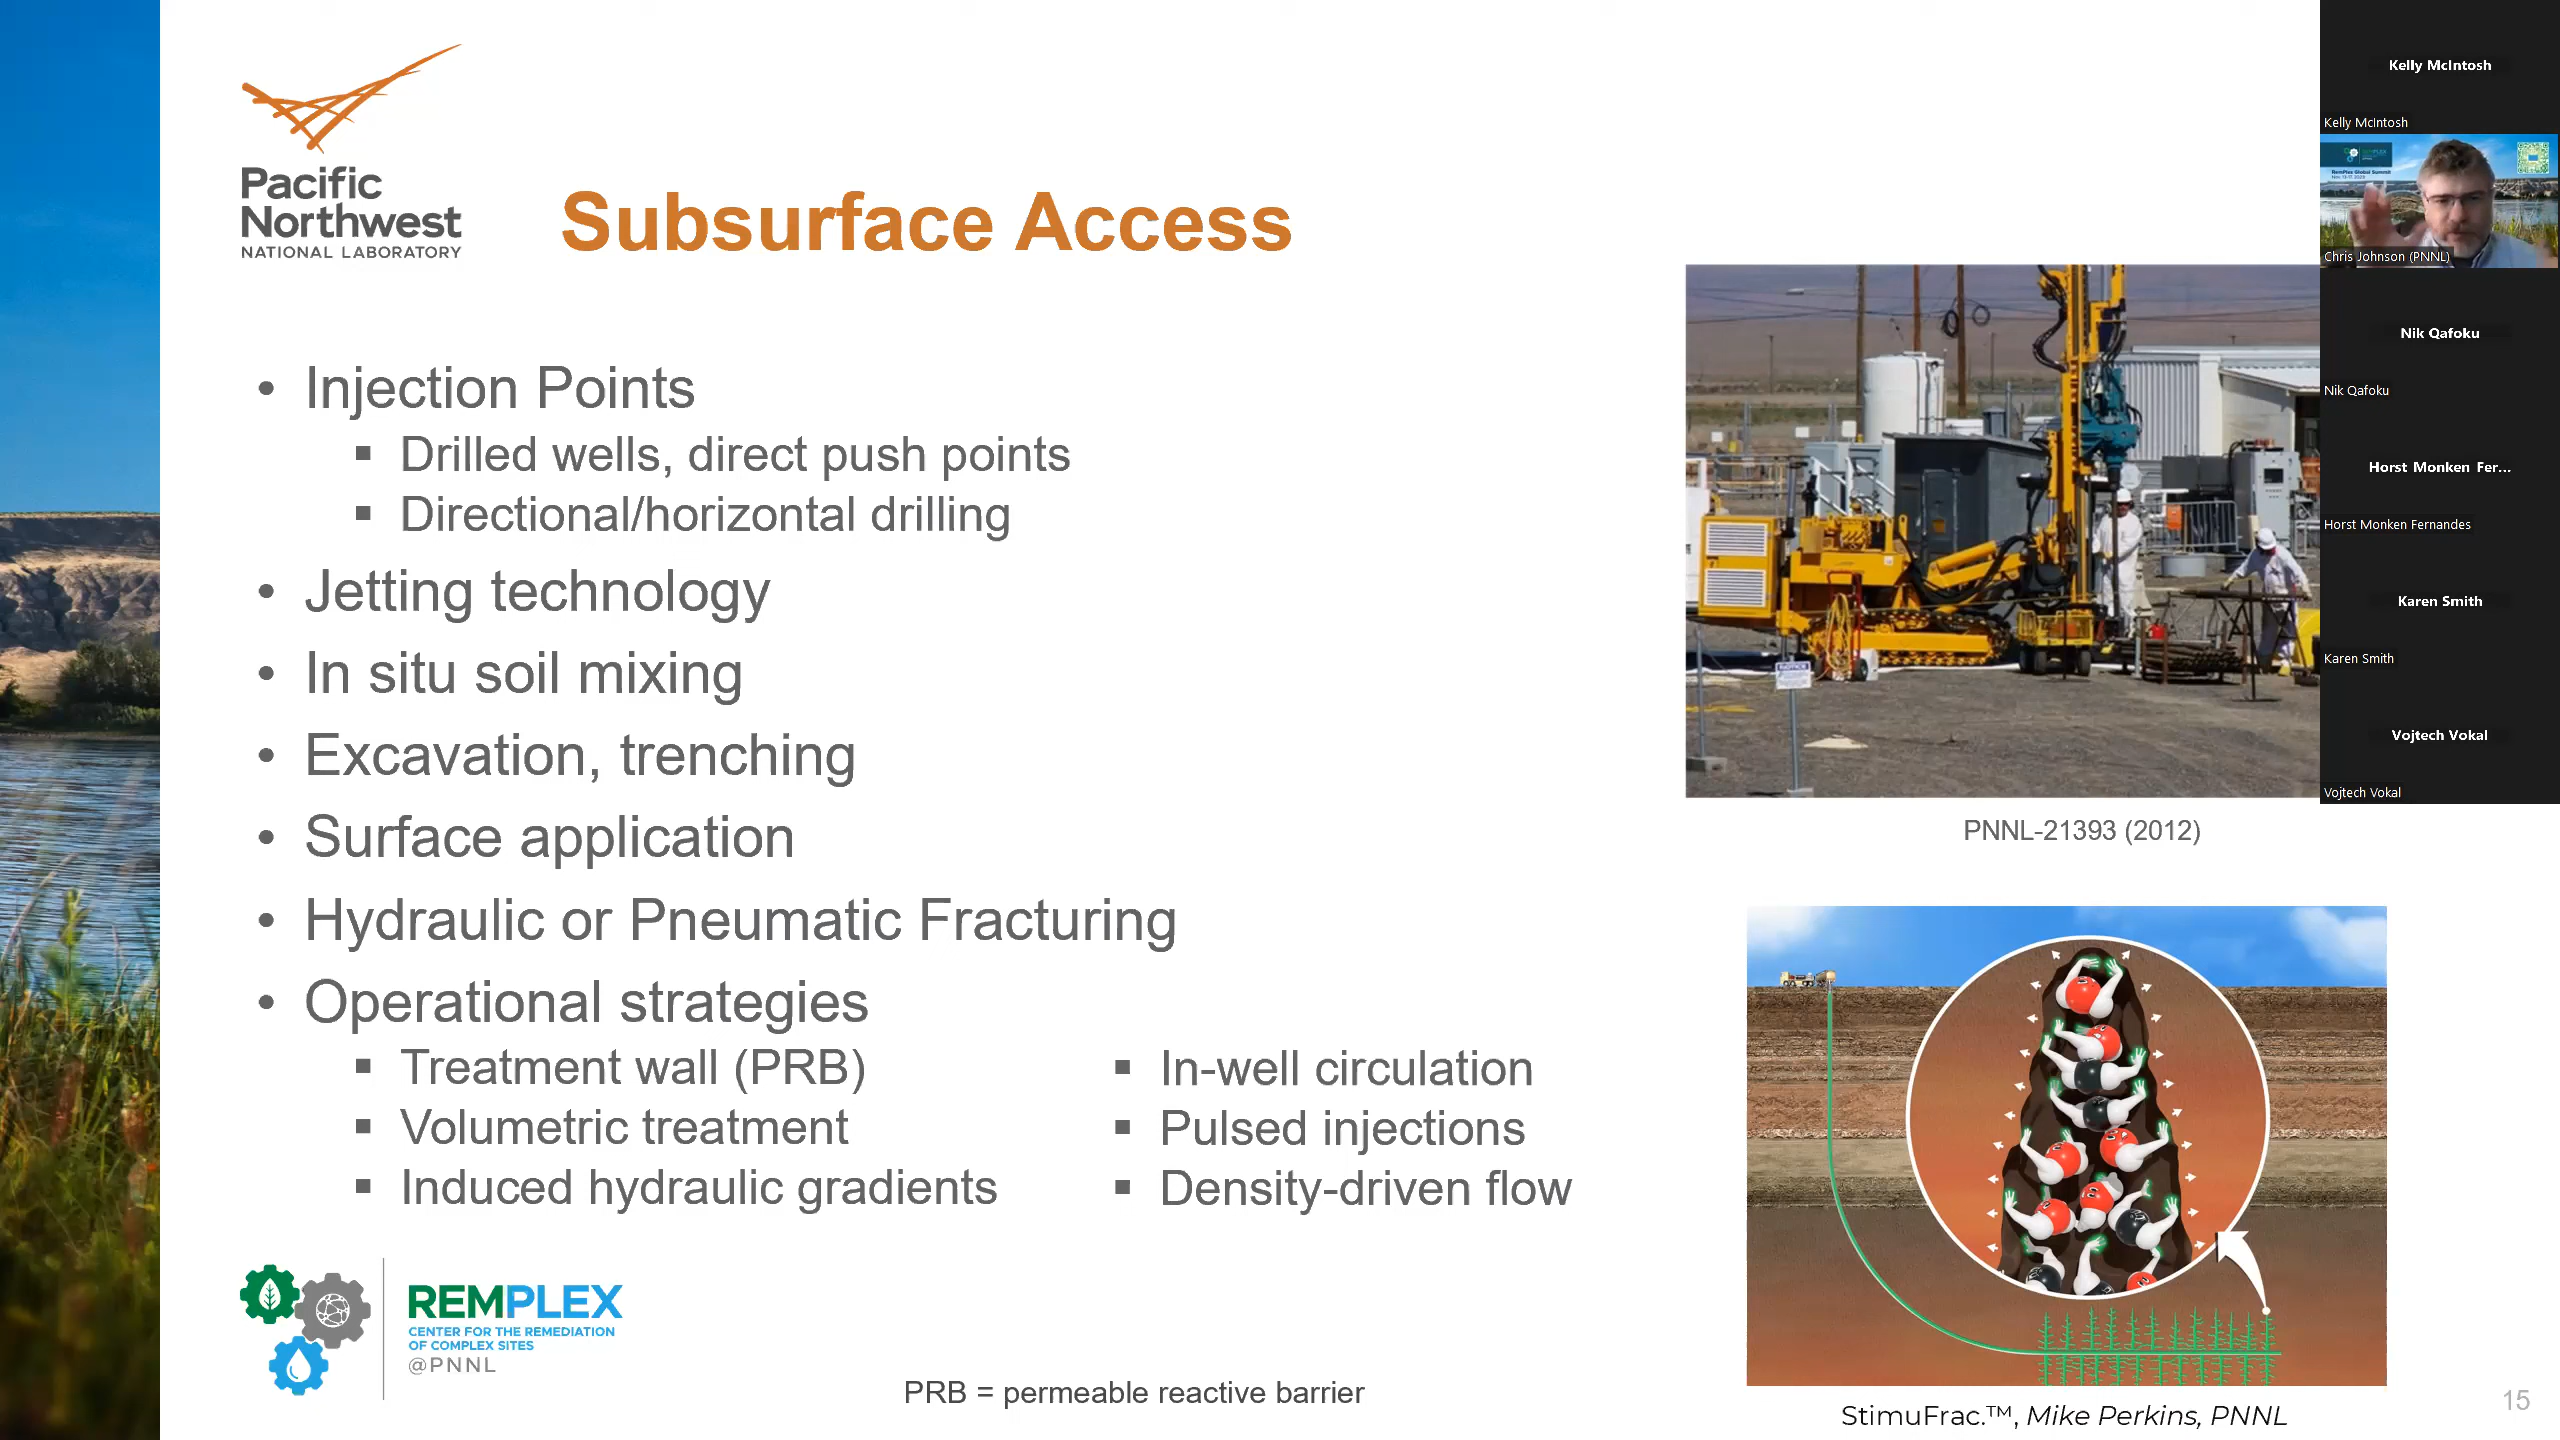 Pacific
Northwest
NATIONAL LABORATORY
Subsurface Access
• Injection Points
▪ Drilled wells, direct push points
▪ Directional/horizontal drilling
• Jetting technology
• In situ soil mixing
• Excavation, trenching
• Surface application
• Hydraulic or Pneumatic Fracturing
• Operational strategies
▪ Treatment wall (PRB)
▪ Volumetric treatment
▪ Induced hydraulic gradients
▪ In-well circulation
▪ Pulsed injections
▪ Density-driven flow
NOTICE
PNNL-21393 (2012)
StimuFrac.™, Mike Perkins, PNNL
REMPLEX
CENTER FOR THE REMEDIATION
OF COMPLEX SITES
@PNNL
PRB = permeable reactive barrier
15
Kelly McIntosh
Kelly McIntosh
REMPLEX
RemPlex Global Summit
Chris Johnson (PNNL)
Nik Qafoku
Nik Qafoku
Horst Monken Fer...
Horst Monken Fernandes
Karen Smith
Karen Smith
Vojtech Vokal
Vojtech Vokal